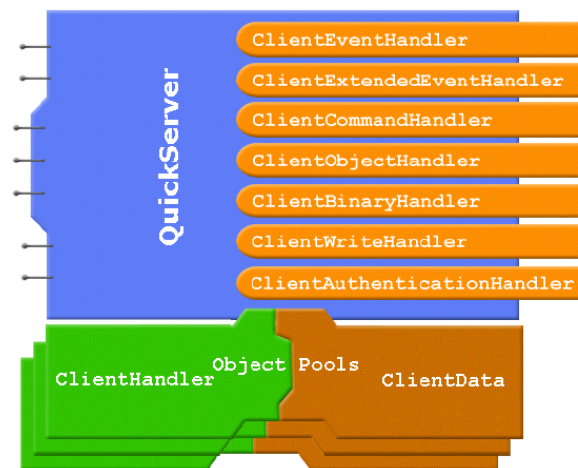 ClientEventHandler
ClientExtendedEventHandler
ClientCommandHandler
ClientObjectHandler
ClientBinaryHandler
ClientWriteHandler
ClientAuthenticationHandler
QuickServer
Object Pools
ClientHandler
ClientData